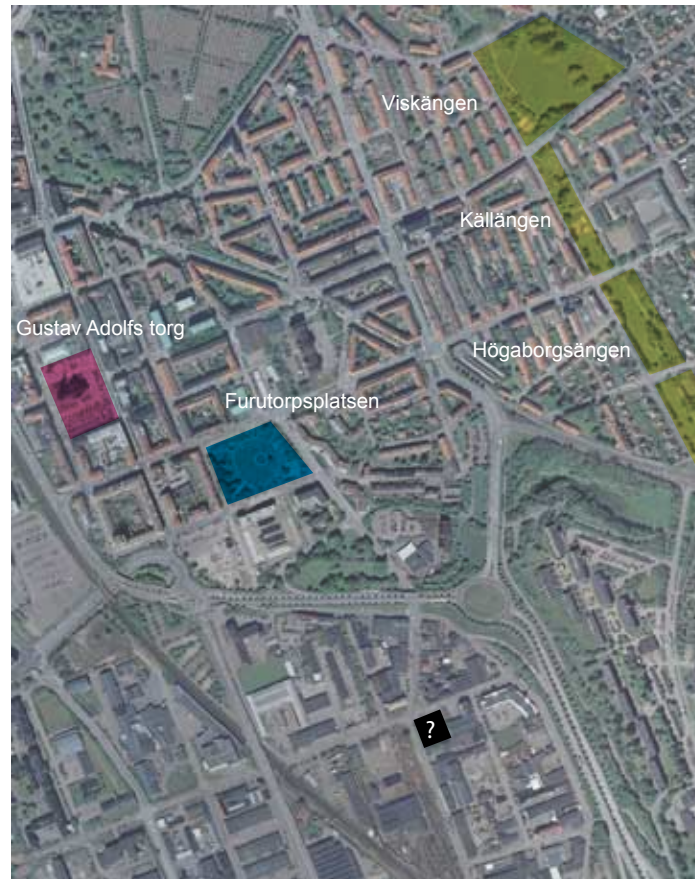 Viskängen
Källängen
Gustav Adolfs torg
Högaborgsängen
Furutorpsplatsen
?